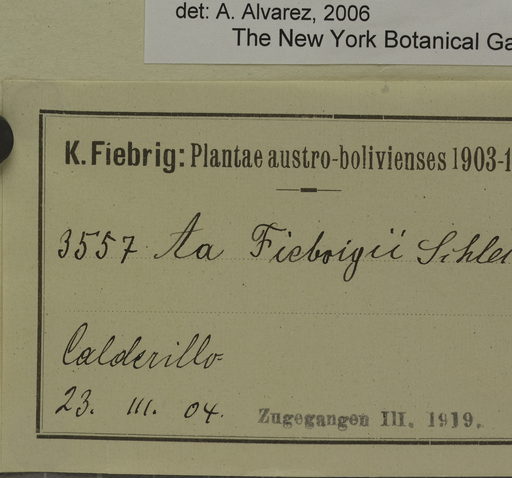 det: A. Alvarez, 2006
The New York Botanical Ga
K. Fiebrig: Plantae austro-bolivienses 1903-1
3557 Aa Fiebrigii Schle
Calderillo
23. III. 04. Zugegangen III. 1919.